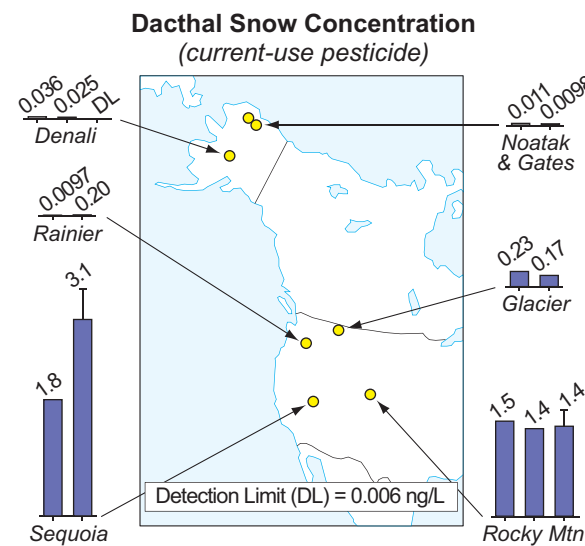 Dacthal Snow Concentration
(current-use pesticide)
0.036
0.025
DL
Denali
0.011
0.0098
Noatak
& Gates
0.0097
0.20
Rainier
0.23
0.17
Glacier
1.8
3.1
Sequoia
1.5
1.4
1.4
Rocky Mtn
Detection Limit (DL) = 0.006 ng/L